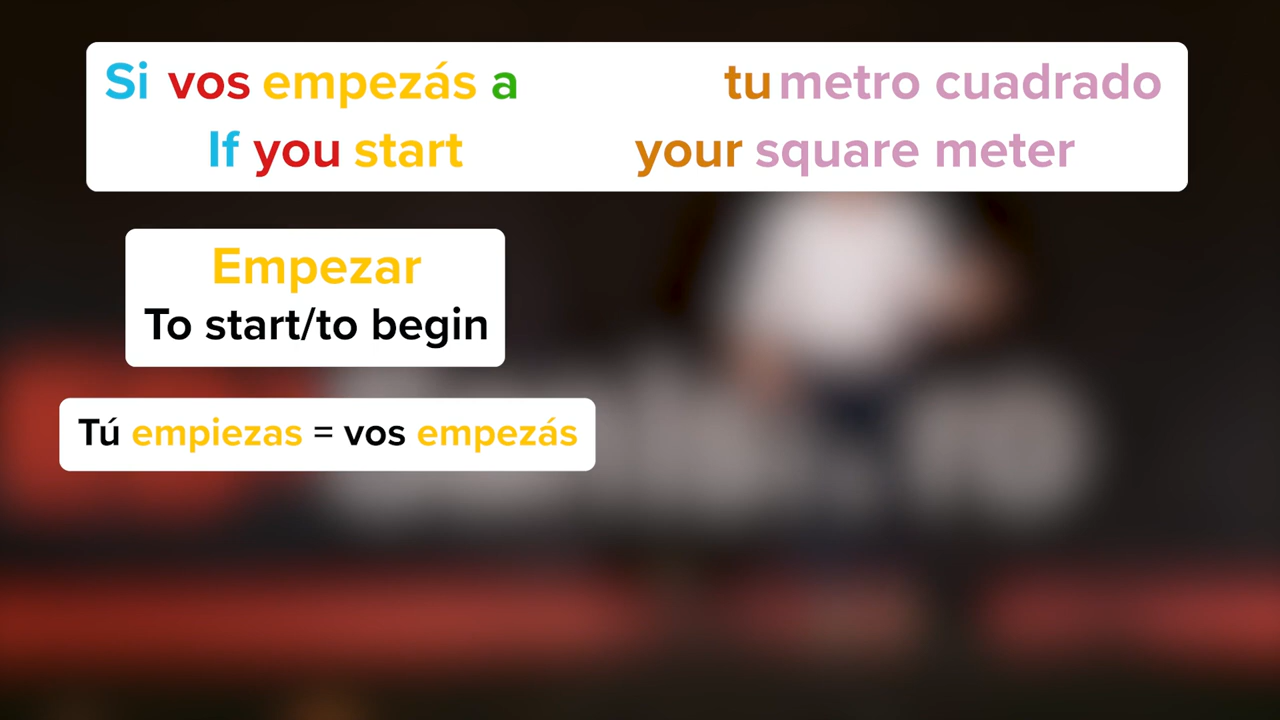 Si vos empezás a tu metro cuadrado
If you start your square meter
Empezar
To start/to begin
Tú empiezas = vos empezás